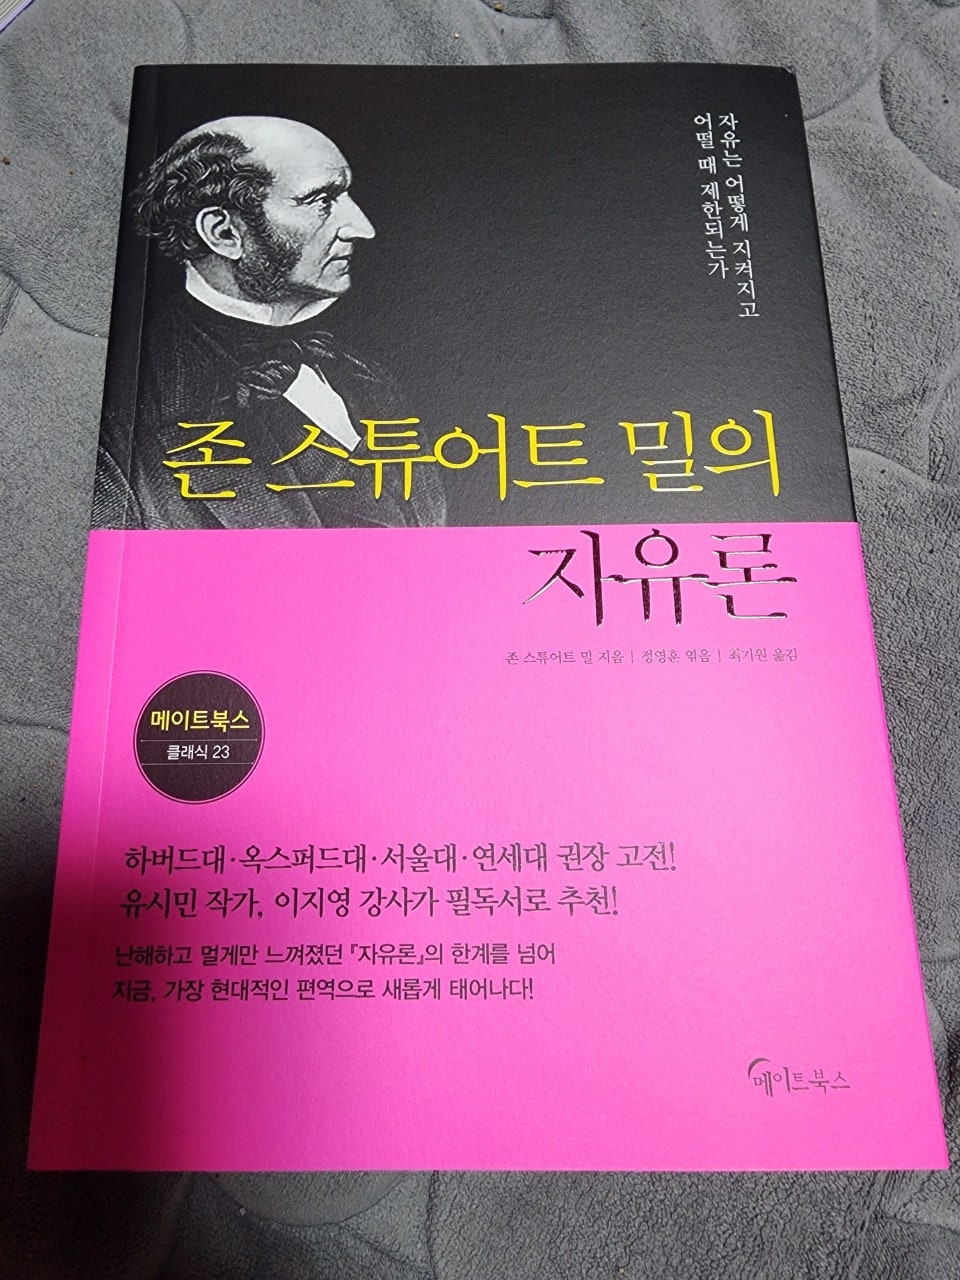 자유는 어떻게 지켜지고
어떨 때 제한되는가
존 스튜어트 밀의
자유론
존 스튜어트 밀 지음 | 정영훈 엮음 | 최기원 옮김
메이트북스
클래식 23
하버드대·옥스퍼드대·서울대·연세대 권장 고전!
유시민 작가, 이지영 강사가 필독서로 추천!
난해하고 멀게만 느껴졌던 『자유론』의 한계를 넘어
지금, 가장 현대적인 편역으로 새롭게 태어나다!
메이트북스